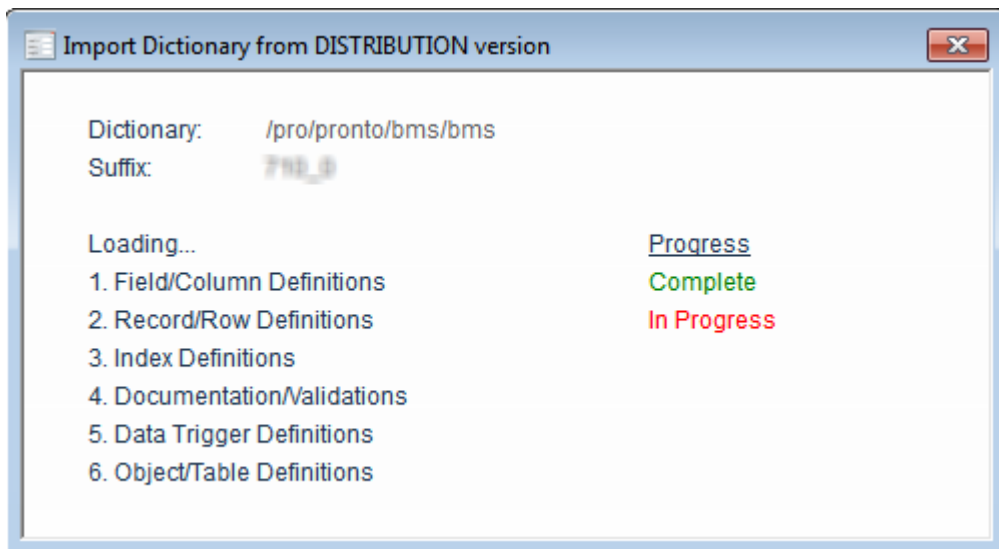 Import Dictionary from DISTRIBUTION version
Dictionary: /pro/pronto/bms/bms
Suffix:
Loading... Progress
1. Field/Column Definitions Complete
2. Record/Row Definitions In Progress
3. Index Definitions
4. Documentation/Validations
5. Data Trigger Definitions
6. Object/Table Definitions